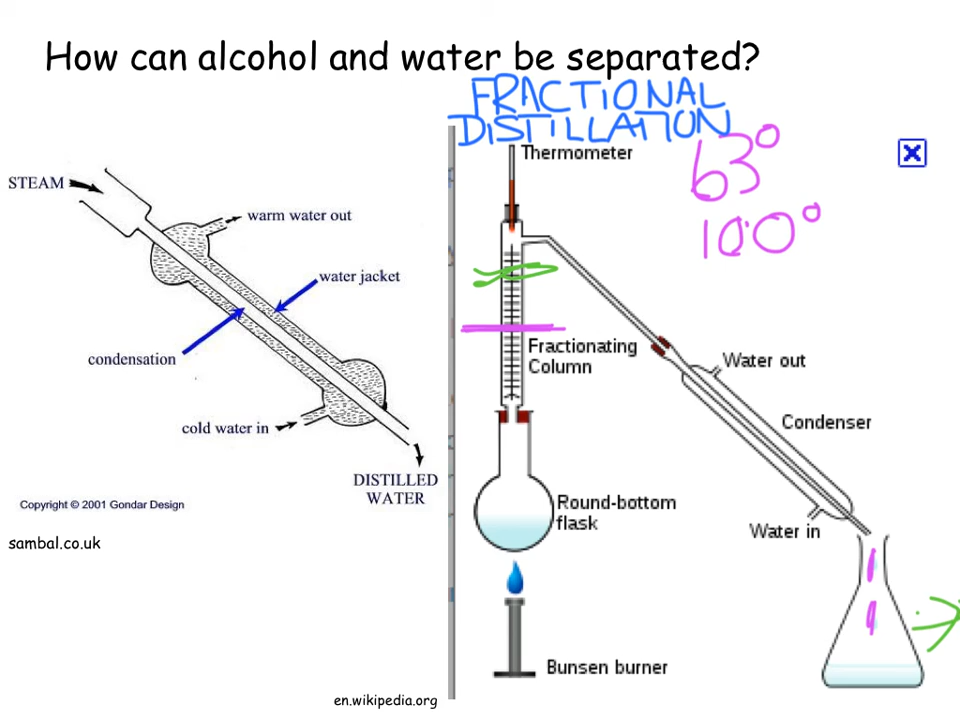 How can alcohol and water be separated?
FRACTIONAL
DISTILLATION
63°
100°
STEAM
warm water out
water jacket
condensation
cold water in
DISTILLED
WATER
Copyright © 2001 Gondar Design
sambal.co.uk
Thermometer
Fractionating
Column
Water out
Condenser
Round-bottom
flask
Water in
Bunsen burner
en.wikipedia.org